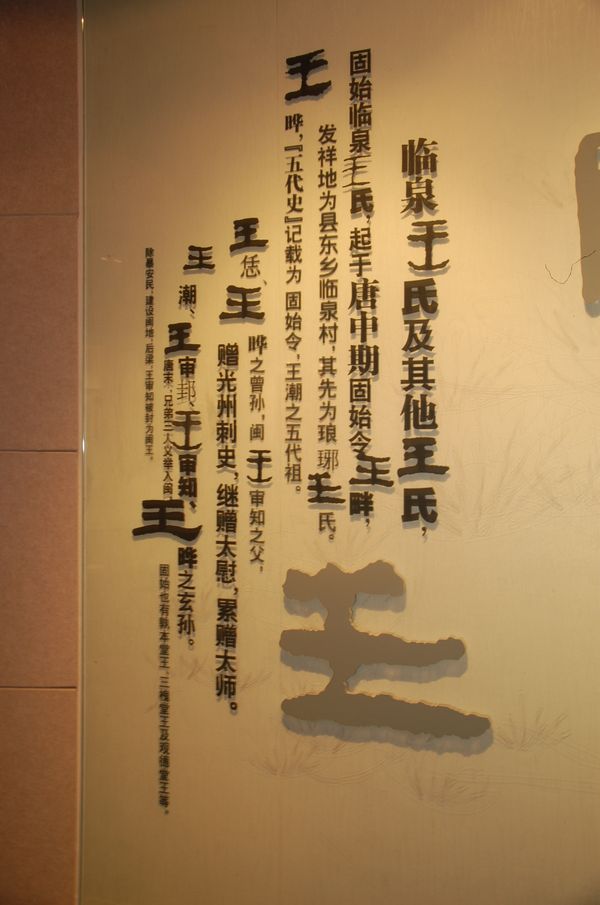 临泉王氏及其他王氏，
固始临泉王氏，起于唐中期固始令王畔，
发祥地为县东乡临泉村，其先为琅琊王氏。
王晔，『五代史』记载为 固始令，王潮之五代祖。
王恁、王晔之曾孙，闽王审知之父，
赠光州刺史，继赠太尉，累赠太师。
王潮、王审邽、王审知、王晔之玄孙。
唐末，兄弟三人义举入闽，
除暴安民，建设闽地，后梁，王审知被封为闽王。
固始也有 本堂王、三槐堂王及观德堂王等。
王